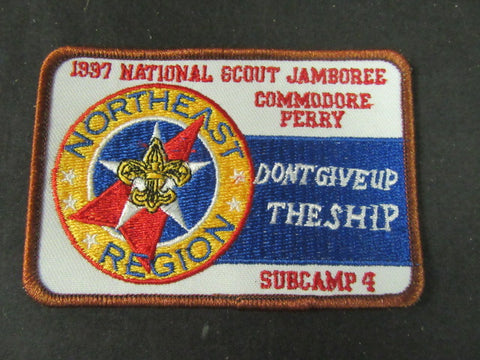 1997 NATIONAL SCOUT JAMBOREE
COMMODORE
PERRY
NORTHEAST
REGION
DONT GIVE UP
THE SHIP
SUBCAMP 4